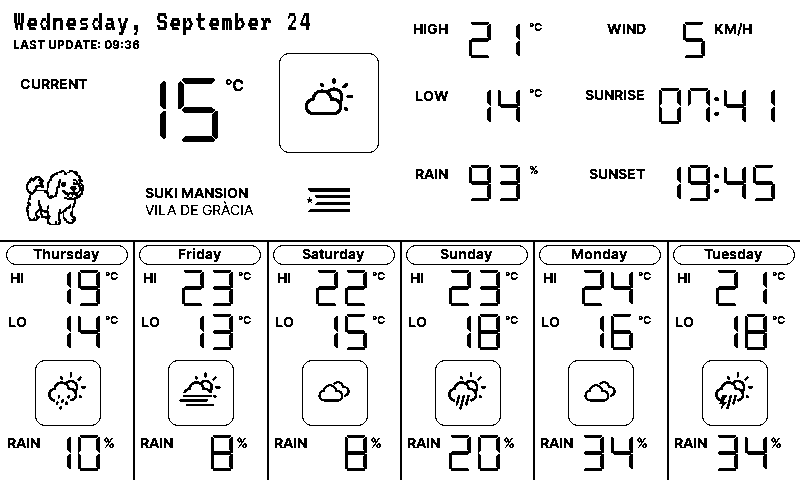 Wednesday, September 24
LAST UPDATE: 09:36
CURRENT 15 °C
SUKI MANSION
VILA DE GRÀCIA
HIGH 21 °C
LOW 14 °C
RAIN 93 %
WIND 5 KM/H
SUNRISE 07:41
SUNSET 19:45
Thursday
HI 19 °C
LO 14 °C
RAIN 10 %
Friday
HI 23 °C
LO 13 °C
RAIN 8 %
Saturday
HI 22 °C
LO 15 °C
RAIN 8 %
Sunday
HI 23 °C
LO 18 °C
RAIN 20 %
Monday
HI 24 °C
LO 16 °C
RAIN 34 %
Tuesday
HI 21 °C
LO 18 °C
RAIN 34 %